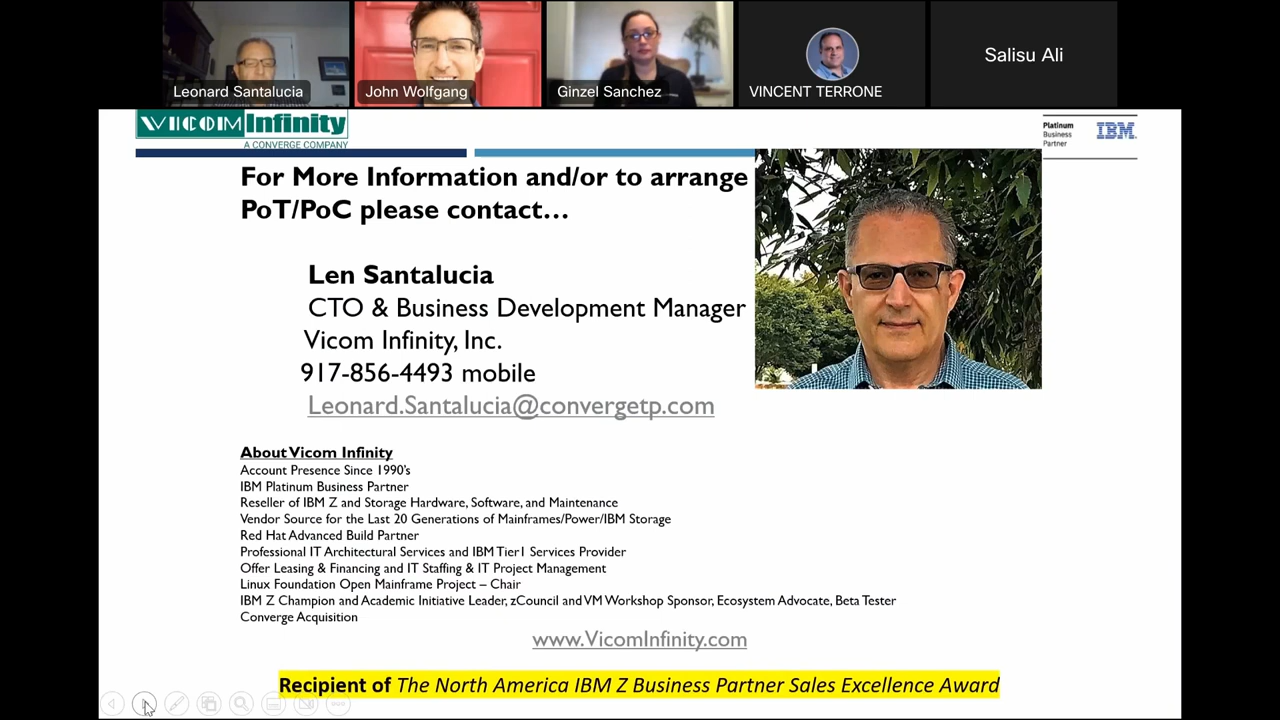 Leonard Santalucia
John Wolfgang
Ginzel Sanchez
VINCENT TERRONE
Salisu Ali
VICOM Infinity
A CONVERGE COMPANY
Platinum
Business
Partner
IBM
For More Information and/or to arrange
PoT/PoC please contact…
Len Santalucia
CTO & Business Development Manager
Vicom Infinity, Inc.
917-856-4493 mobile
Leonard.Santalucia@convergetp.com
About Vicom Infinity
Account Presence Since 1990's
IBM Platinum Business Partner
Reseller of IBM Z and Storage Hardware, Software, and Maintenance
Vendor Source for the Last 20 Generations of Mainframes/Power/IBM Storage
Red Hat Advanced Build Partner
Professional IT Architectural Services and IBM Tier1 Services Provider
Offer Leasing & Financing and IT Staffing & IT Project Management
Linux Foundation Open Mainframe Project – Chair
IBM Z Champion and Academic Initiative Leader, zCouncil and VM Workshop Sponsor, Ecosystem Advocate, Beta Tester
Converge Acquisition
www.VicomInfinity.com
Recipient of The North America IBM Z Business Partner Sales Excellence Award